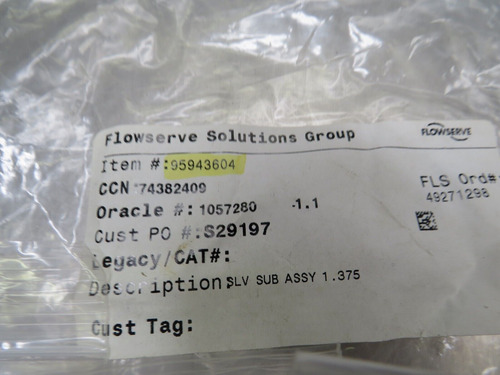 Flowserve Solutions Group
FLOWSERVE
Item #:95943604
CCN 74382409
FLS Ord#
49271298
Oracle #: 1057280 -1.1
Cust PO #:S29197
Legacy/CAT#:
Description: SLV SUB ASSY 1.375
Cust Tag: